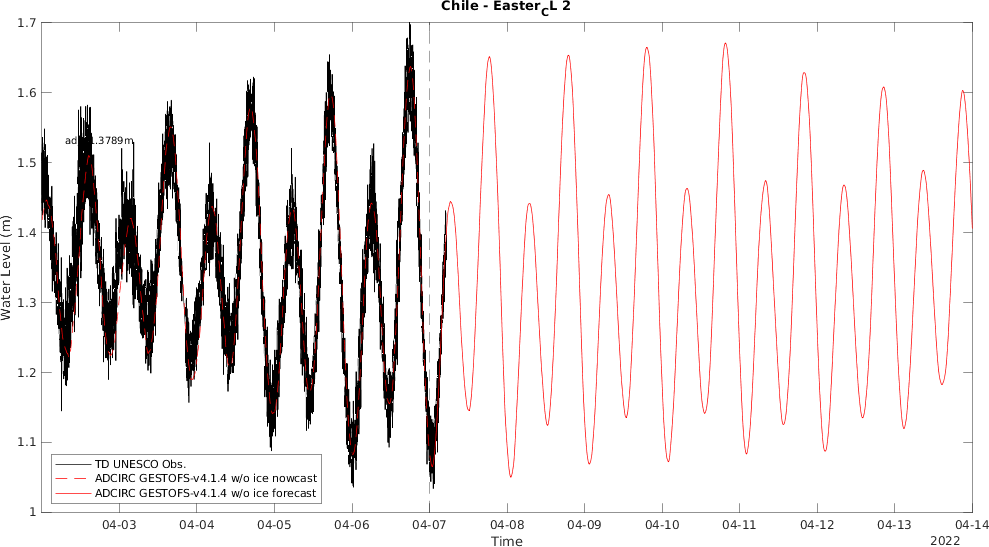 Chile - Easter_CL 2
1.7
1.6
1.5
1.4
1.3
1.2
1.1
1
Water Level (m)
1.3789m
TD UNESCO Obs.
ADCIRC GESTOFS-v4.1.4 w/o ice nowcast
ADCIRC GESTOFS-v4.1.4 w/o ice forecast
04-03 04-04 04-05 04-06 04-07 04-08 04-09 04-10 04-11 04-12 04-13 04-14
Time
2022